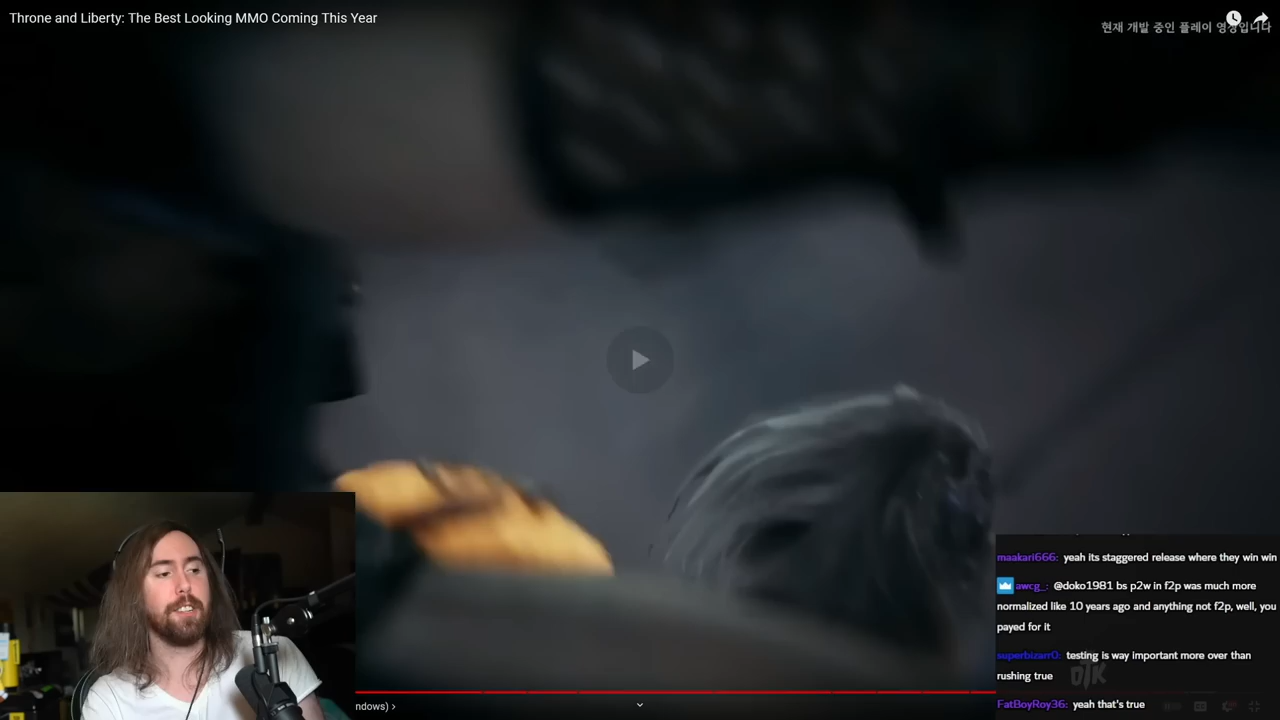 Throne and Liberty: The Best Looking MMO Coming This Year
현재 개발 중인 플레이 영상입니다
maakari666: yeah its staggered release where they win win
awcg_: @doko1981 bs p2w in f2p was much more
normalized like 10 years ago and anything not f2p, well, you
payed for it
superbizarr0: testing is way important more over than
rushing true
OTK
FatBoyRoy36: yeah that's true
ndows) ›